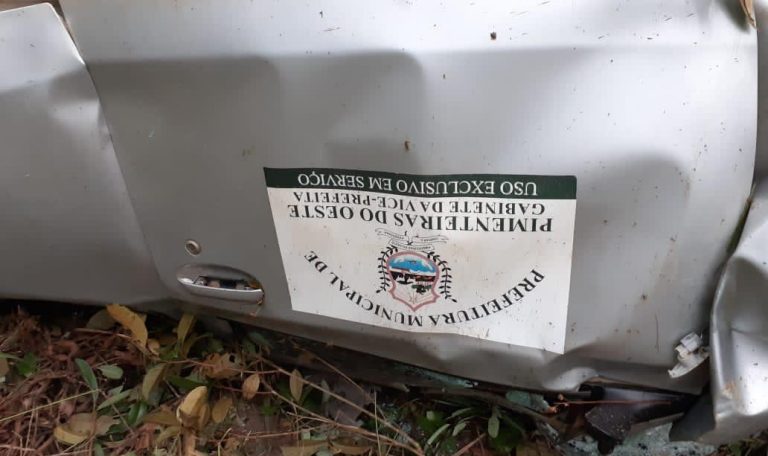 PREFEITURA MUNICIPAL DE
PIMENTEIRAS DO OESTE
GABINETE DA VICE-PREFEITA
USO EXCLUSIVO EM SERVIÇO